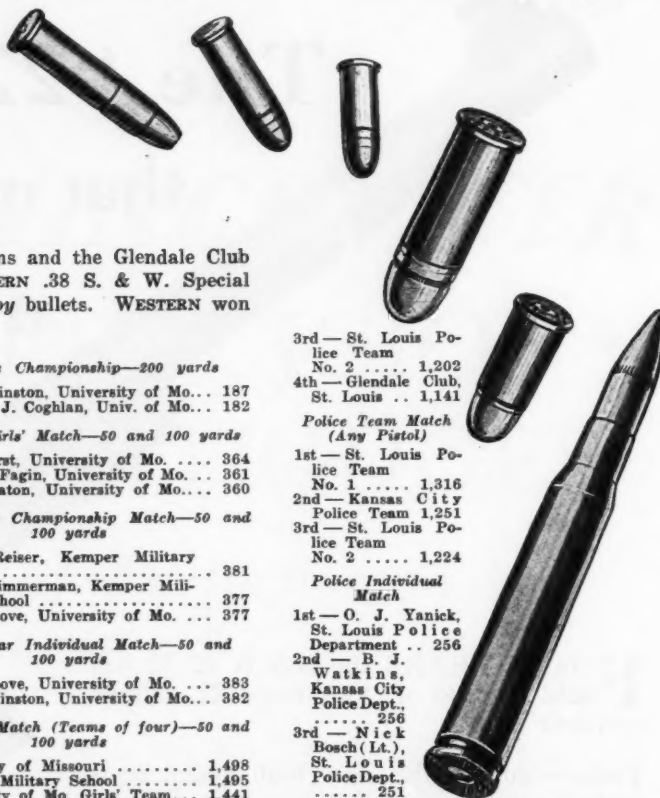 ns and the Glendale Club
ERN .38 S. & W. Special
oy bullets. WESTERN won
Championship—200 yards
inston, University of Mo... 187
J. Coghlan, Univ. of Mo... 182
irls' Match—50 and 100 yards
rst, University of Mo. .... 364
Fagin, University of Mo. ... 361
aton, University of Mo.... 360
Championship Match—50 and
100 yards
Reiser, Kemper Military
........................ 381
immerman, Kemper Mili-
hool .................... 377
ove, University of Mo. ... 377
ar Individual Match—50 and
100 yards
ove, University of Mo. ... 383
inston, University of Mo... 382
Match (Teams of four)—50 and
100 yards
y of Missouri ......... 1,498
Military School ......... 1,495
ty of Mo. Girls' Team... 1,441
3rd — St. Louis Po-
lice Team
No. 2 ..... 1,202
4th — Glendale Club,
St. Louis .. 1,141
Police Team Match
(Any Pistol)
1st — St. Louis Po-
lice Team
No. 1 ..... 1,316
2nd — Kansas City
Police Team 1,251
3rd — St. Louis Po-
lice Team
No. 2 ..... 1,224
Police Individual
Match
1st — O. J. Yanick,
St. Louis Police
Department .. 256
2nd — B. J.
Watkins,
Kansas City
Police Dept.,
...... 256
3rd — Nick
Bosch (Lt.),
St. Louis
Police Dept.,
...... 251